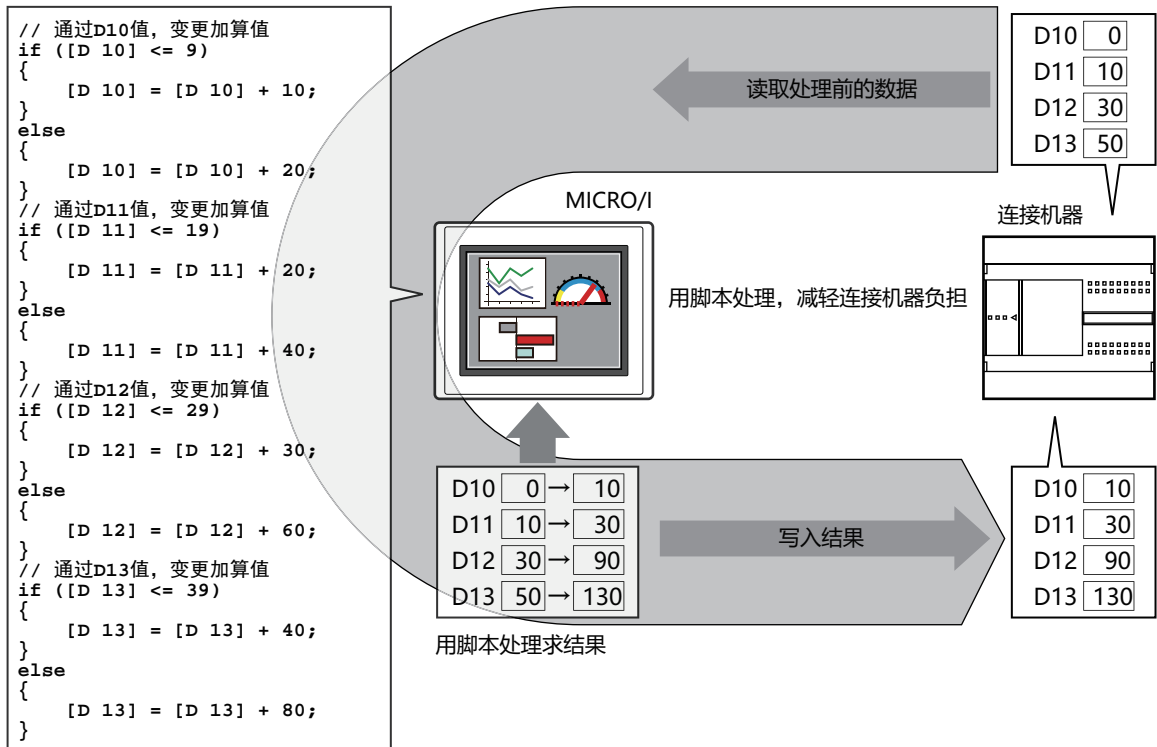 // 通过D10值，变更加算值
if ([D 10] <= 9)
{
    [D 10] = [D 10] + 10;
}
else
{
    [D 10] = [D 10] + 20;
}
// 通过D11值，变更加算值
if ([D 11] <= 19)
{
    [D 11] = [D 11] + 20;
}
else
{
    [D 11] = [D 11] + 40;
}
// 通过D12值，变更加算值
if ([D 12] <= 29)
{
    [D 12] = [D 12] + 30;
}
else
{
    [D 12] = [D 12] + 60;
}
// 通过D13值，变更加算值
if ([D 13] <= 39)
{
    [D 13] = [D 13] + 40;
}
else
{
    [D 13] = [D 13] + 80;
}
读取处理前的数据
D10 0
D11 10
D12 30
D13 50
MICRO/I
连接机器
用脚本处理，减轻连接机器负担
D10 0→ 10
D11 10→ 30
D12 30→ 90
D13 50→ 130
用脚本处理求结果
写入结果
D10 10
D11 30
D12 90
D13 130